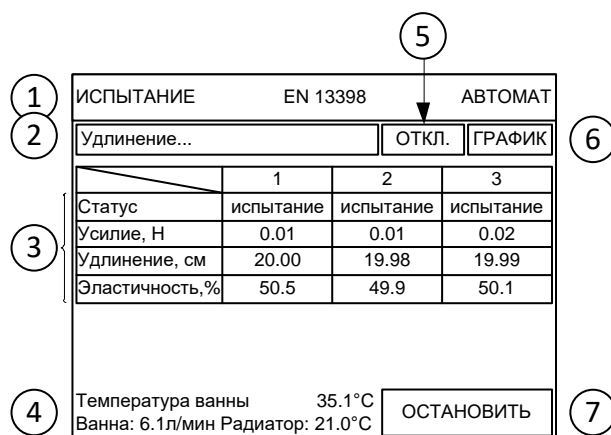 5
1 ИСПЫТАНИЕ EN 13398 АВТОМАТ
2 Удлинение... ОТКЛ. ГРАФИК 6
1 2 3
Статус испытание испытание испытание
Усилие, Н 0.01 0.01 0.02
3 Удлинение, см 20.00 19.98 19.99
Эластичность,% 50.5 49.9 50.1
Температура ванны 35.1°C
4 ОСТАНОВИТЬ 7
Ванна: 6.1л/мин Радиатор: 21.0°C